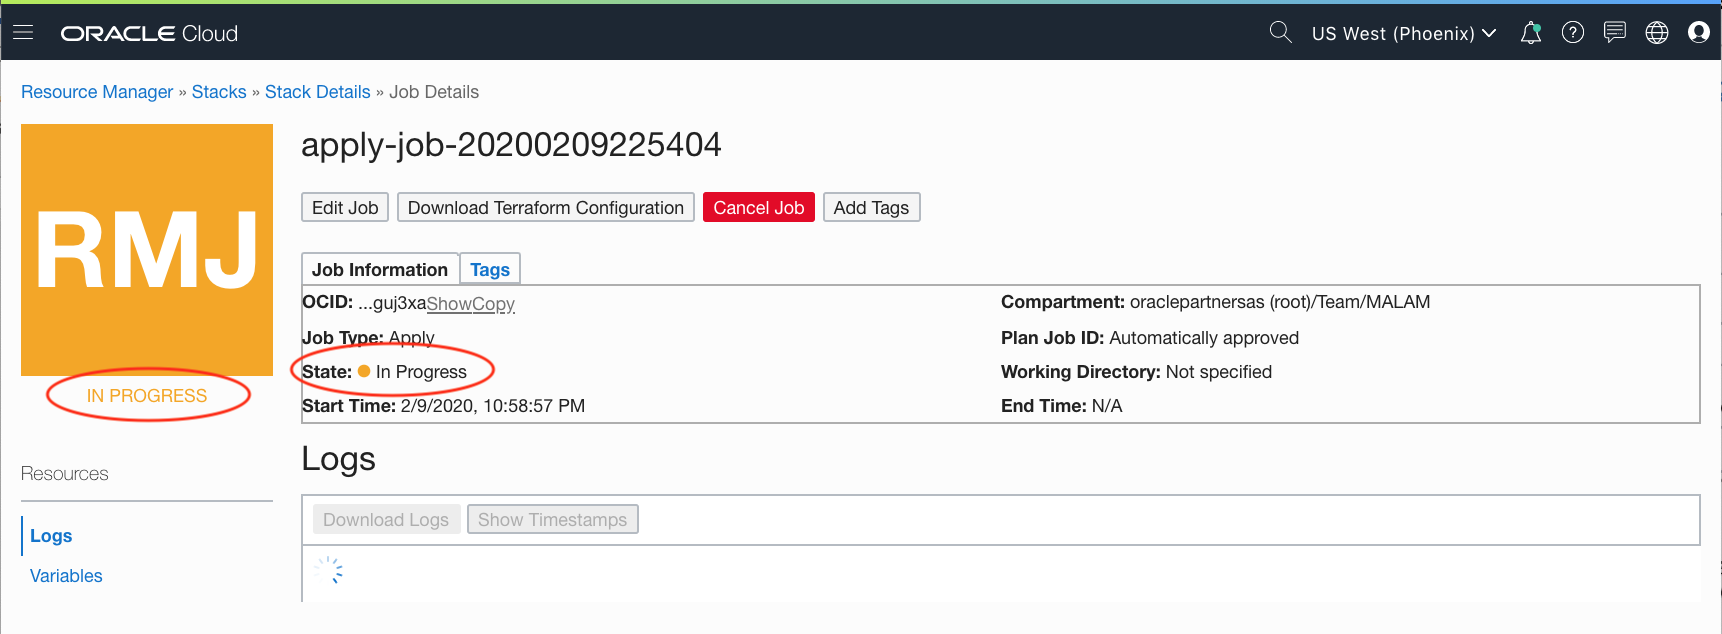 ORACLE Cloud
US West (Phoenix)
Resource Manager » Stacks » Stack Details » Job Details
RMJ
IN PROGRESS
apply-job-20200209225404
Edit Job
Download Terraform Configuration
Cancel Job
Add Tags
Job Information
Tags
OCID: ...guj3xaShowCopy
Compartment: oraclepartnersas (root)/Team/MALAM
Job Type: Apply
Plan Job ID: Automatically approved
State: In Progress
Working Directory: Not specified
Start Time: 2/9/2020, 10:58:57 PM
End Time: N/A
Resources
Logs
Variables
Logs
Download Logs
Show Timestamps